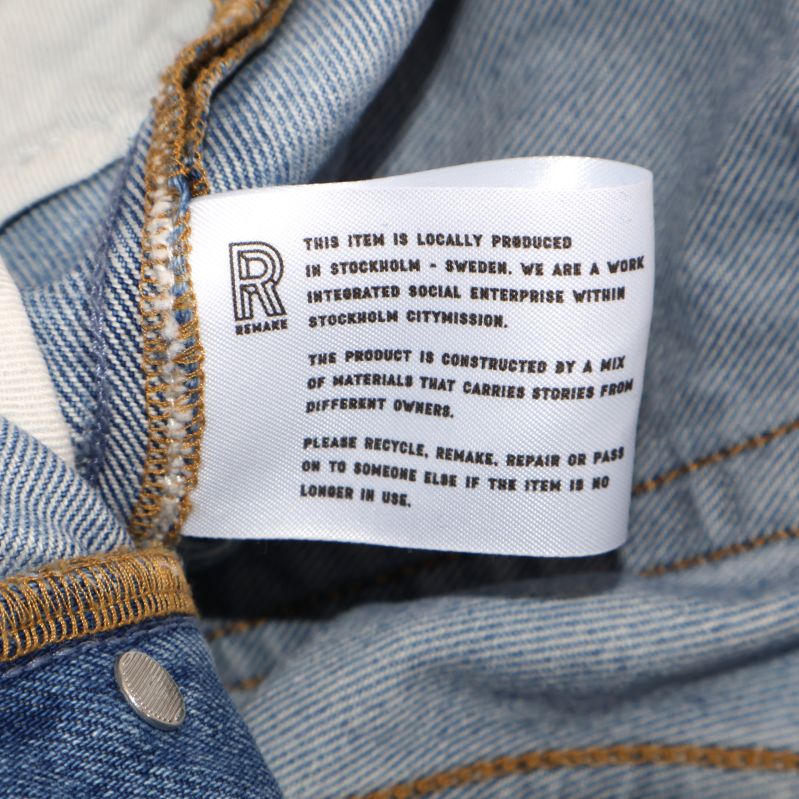 R
REMAKE
THIS ITEM IS LOCALLY PRODUCED
IN STOCKHOLM - SWEDEN. WE ARE A WORK
INTEGRATED SOCIAL ENTERPRISE WITHIN
STOCKHOLM CITYMISSION.
THE PRODUCT IS CONSTRUCTED BY A MIX
OF MATERIALS THAT CARRIES STORIES FROM
DIFFERENT OWNERS.
PLEASE RECYCLE, REMAKE, REPAIR OR PASS
ON TO SOMEONE ELSE IF THE ITEM IS NO
LONGER IN USE.